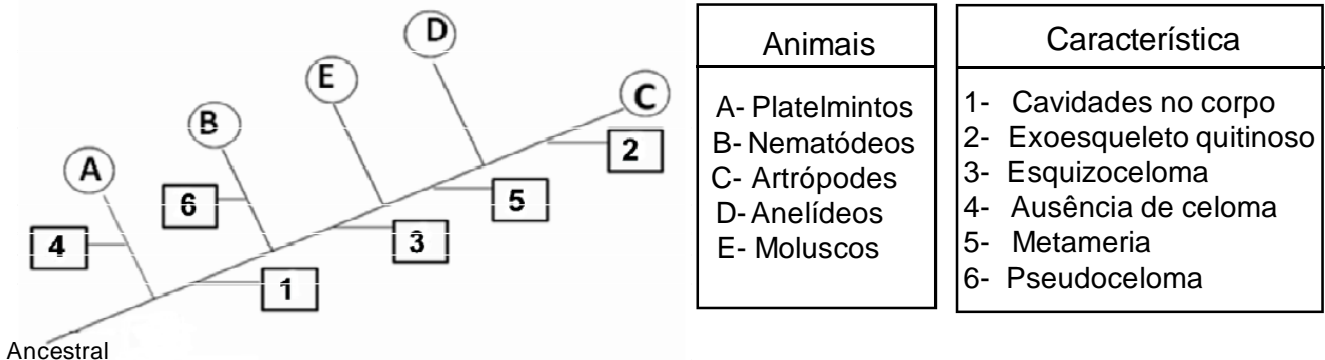 D
E
C
B
A
2
5
6
3
4
1
Ancestral
Animais
A- Platelmintos
B- Nematódeos
C- Artrópodes
D- Anelídeos
E- Moluscos
Característica
1- Cavidades no corpo
2- Exoesqueleto quitinoso
3- Esquizoceloma
4- Ausência de celoma
5- Metameria
6- Pseudoceloma